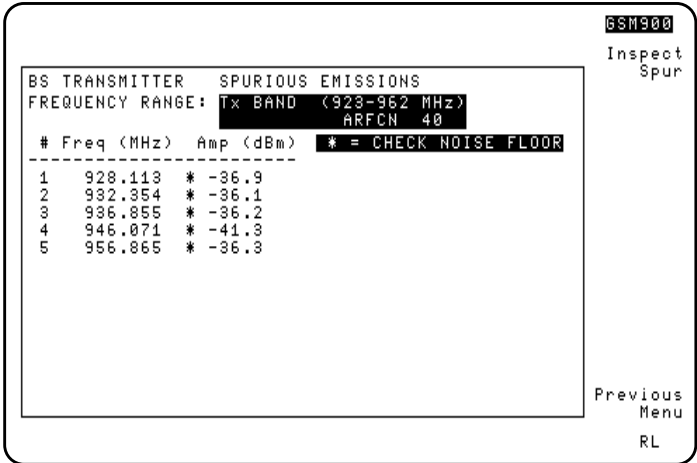 GSM900
Inspect
Spur
BS TRANSMITTER SPURIOUS EMISSIONS
FREQUENCY RANGE: Tx BAND (923-962 MHz)
ARFCN 40
# Freq (MHz) Amp (dBm) * = CHECK NOISE FLOOR
----------------------------
1 928.113 * -36.9
2 932.354 * -36.1
3 936.855 * -36.2
4 946.071 * -41.3
5 956.865 * -36.3
Previous
Menu
RL